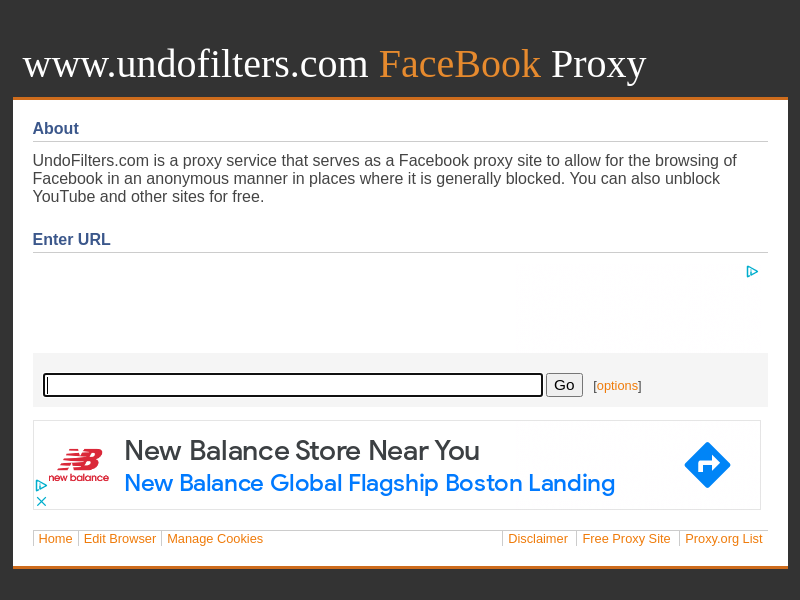 www.undofilters.com FaceBook Proxy
About
UndoFilters.com is a proxy service that serves as a Facebook proxy site to allow for the browsing of
Facebook in an anonymous manner in places where it is generally blocked. You can also unblock
YouTube and other sites for free.
Enter URL
Go [options]
new balance
New Balance Store Near You
New Balance Global Flagship Boston Landing
Home Edit Browser Manage Cookies Disclaimer Free Proxy Site Proxy.org List